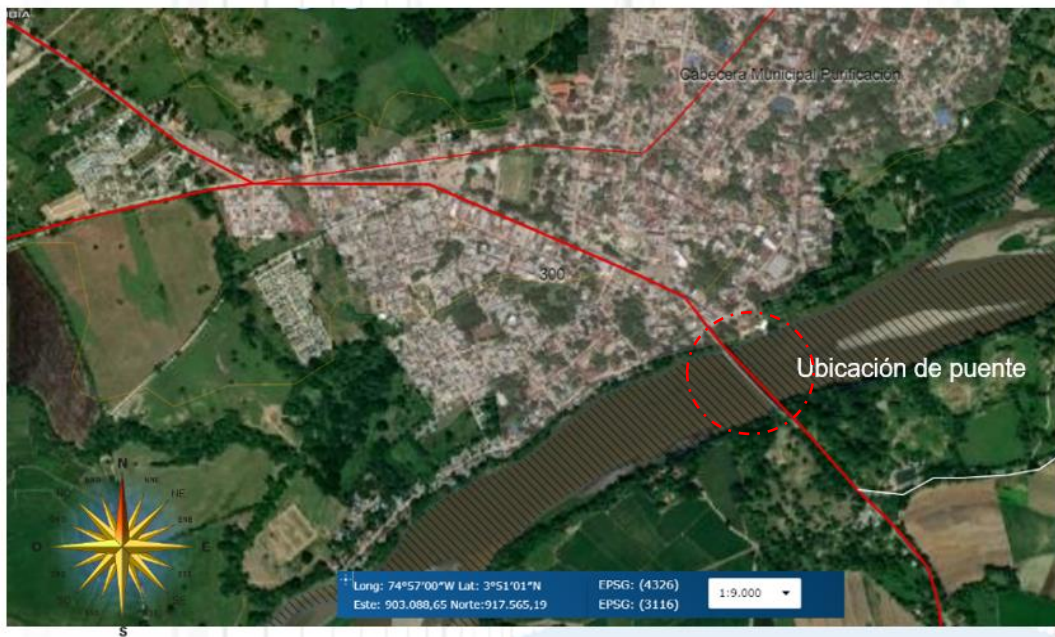 BIA
Cabecera Municipal Purificación
300
Ubicación de puente
N
NE
O
E
S
Long: 74°57'00"W Lat: 3°51'01"N
EPSG: (4326)
Este: 903.088,65 Norte:917.565,19
EPSG: (3116)
1:9.000